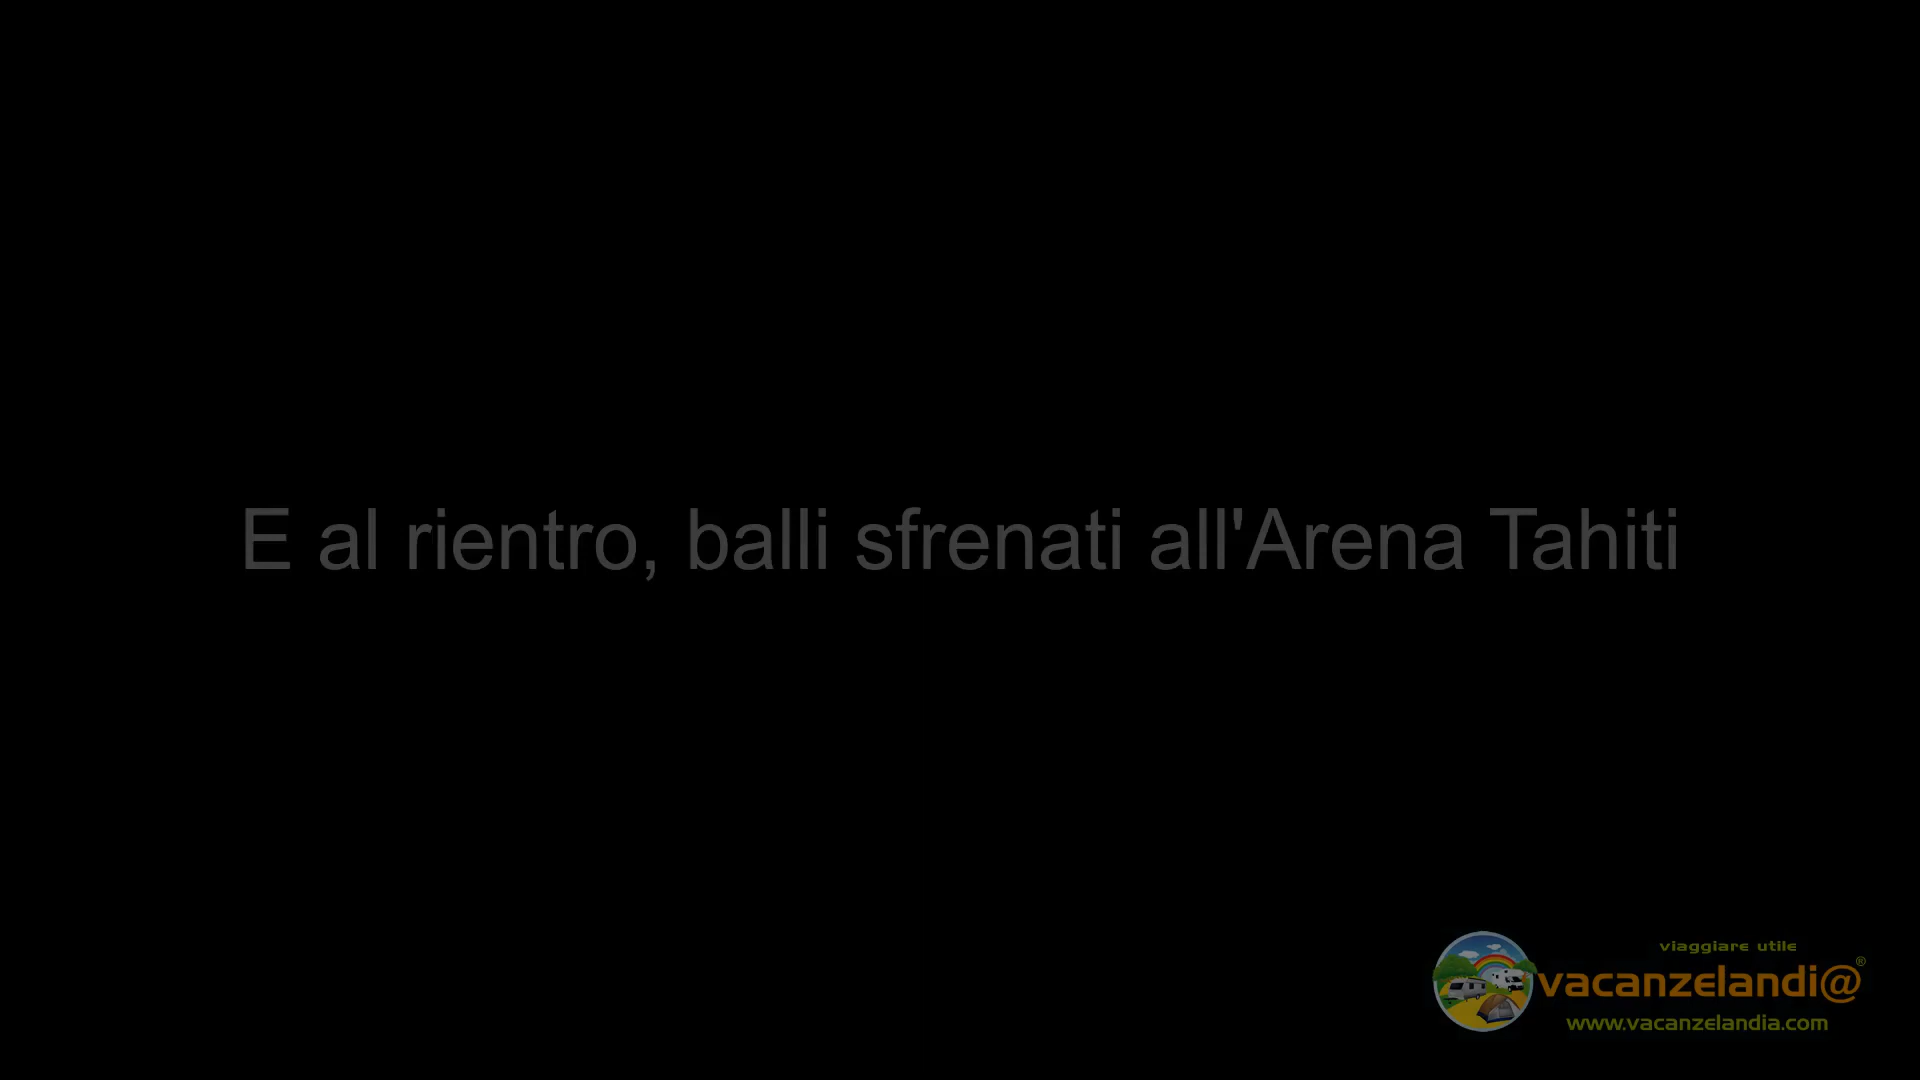 E al rientro, balli sfrenati all'Arena Tahiti
viaggiare utile
vacanzelandi@®
www.vacanzelandia.com